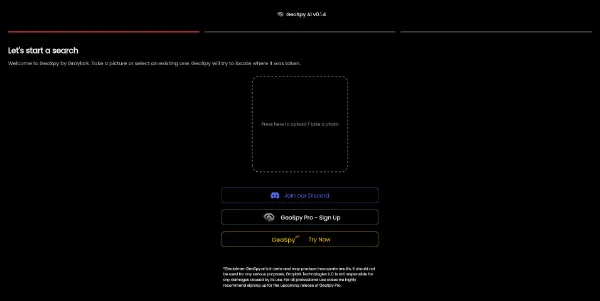 GeoSpy AI v0.1.4
Let's start a search
Welcome to GeoSpy by Graylark. Take a picture or select an existing one. GeoSpy will try to locate where it was taken.
Press here to upload / take a photo
Join our Discord
GeoSpy Pro - Sign Up
GeoSpy Try Now
*Disclaimer: GeoSpy is in beta and may produce inaccurate results. It should not
be used for any serious purposes. Graylark Technologies LLC is not responsible
for any damages caused by its use. For all professional use cases we highly
recommend signing up for the upcoming release of GeoSpy Pro.